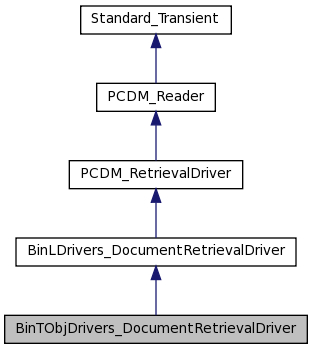 Standard_Transient
PCDM_Reader
PCDM_RetrievalDriver
BinLDrivers_DocumentRetrievalDriver
BinTObjDrivers_DocumentRetrievalDriver